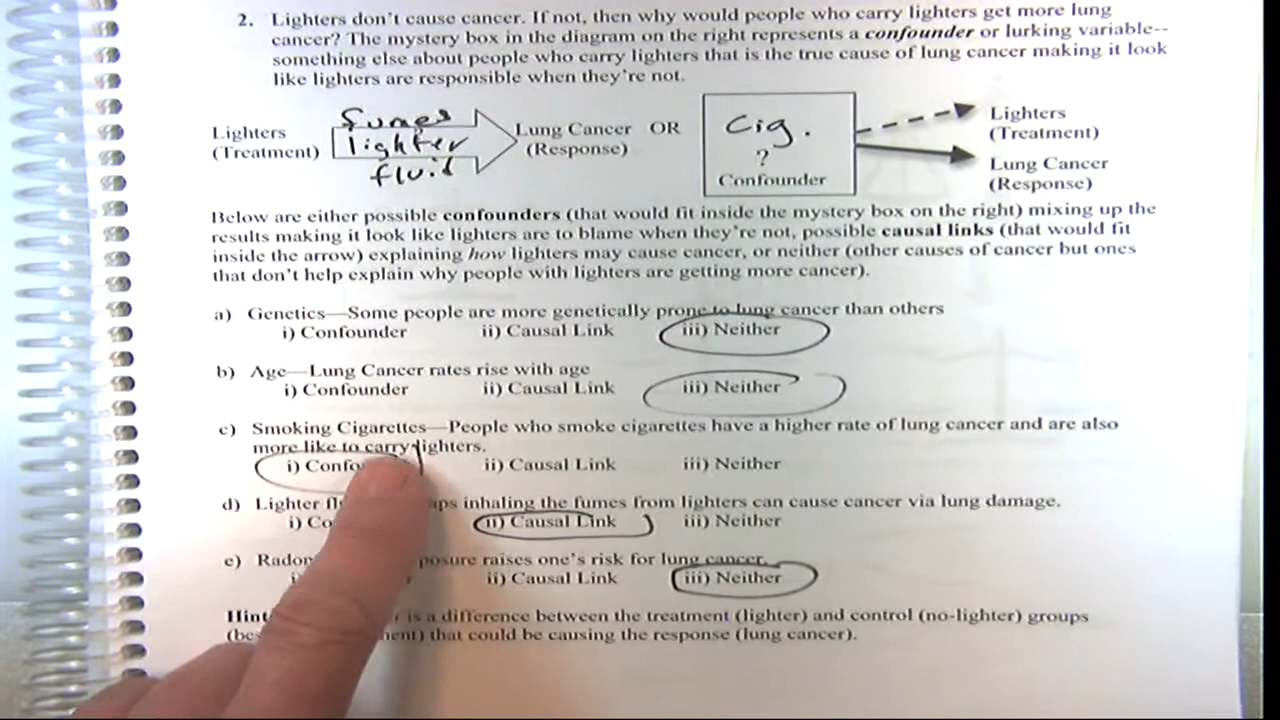 2. Lighters don't cause cancer. If not, then why would people who carry lighters get more lung
cancer? The mystery box in the diagram on the right represents a confounder or lurking variable--
something else about people who carry lighters that is the true cause of lung cancer making it look
like lighters are responsible when they're not.
Lighters
(Treatment)
fumes
lighter
fluid
Lung Cancer OR
(Response)
Cig.
?
Confounder
Lighters
(Treatment)
Lung Cancer
(Response)
Below are either possible confounders (that would fit inside the mystery box on the right) mixing up the
results making it look like lighters are to blame when they're not, possible causal links (that would fit
inside the arrow) explaining how lighters may cause cancer, or neither (other causes of cancer but ones
that don't help explain why people with lighters are getting more cancer).
a) Genetics—Some people are more genetically prone to lung cancer than others
i) Confounder ii) Causal Link iii) Neither
b) Age—Lung Cancer rates rise with age
i) Confounder ii) Causal Link iii) Neither
c) Smoking Cigarettes—People who smoke cigarettes have a higher rate of lung cancer and are also
more like to carry lighters.
i) Confo ii) Causal Link iii) Neither
d) Lighter fl aps inhaling the fumes from lighters can cause cancer via lung damage.
i) Co ii) Causal Link iii) Neither
e) Radon posure raises one's risk for lung cancer.
ii) Causal Link iii) Neither
Hint is a difference between the treatment (lighter) and control (no-lighter) groups
(bes ent) that could be causing the response (lung cancer).